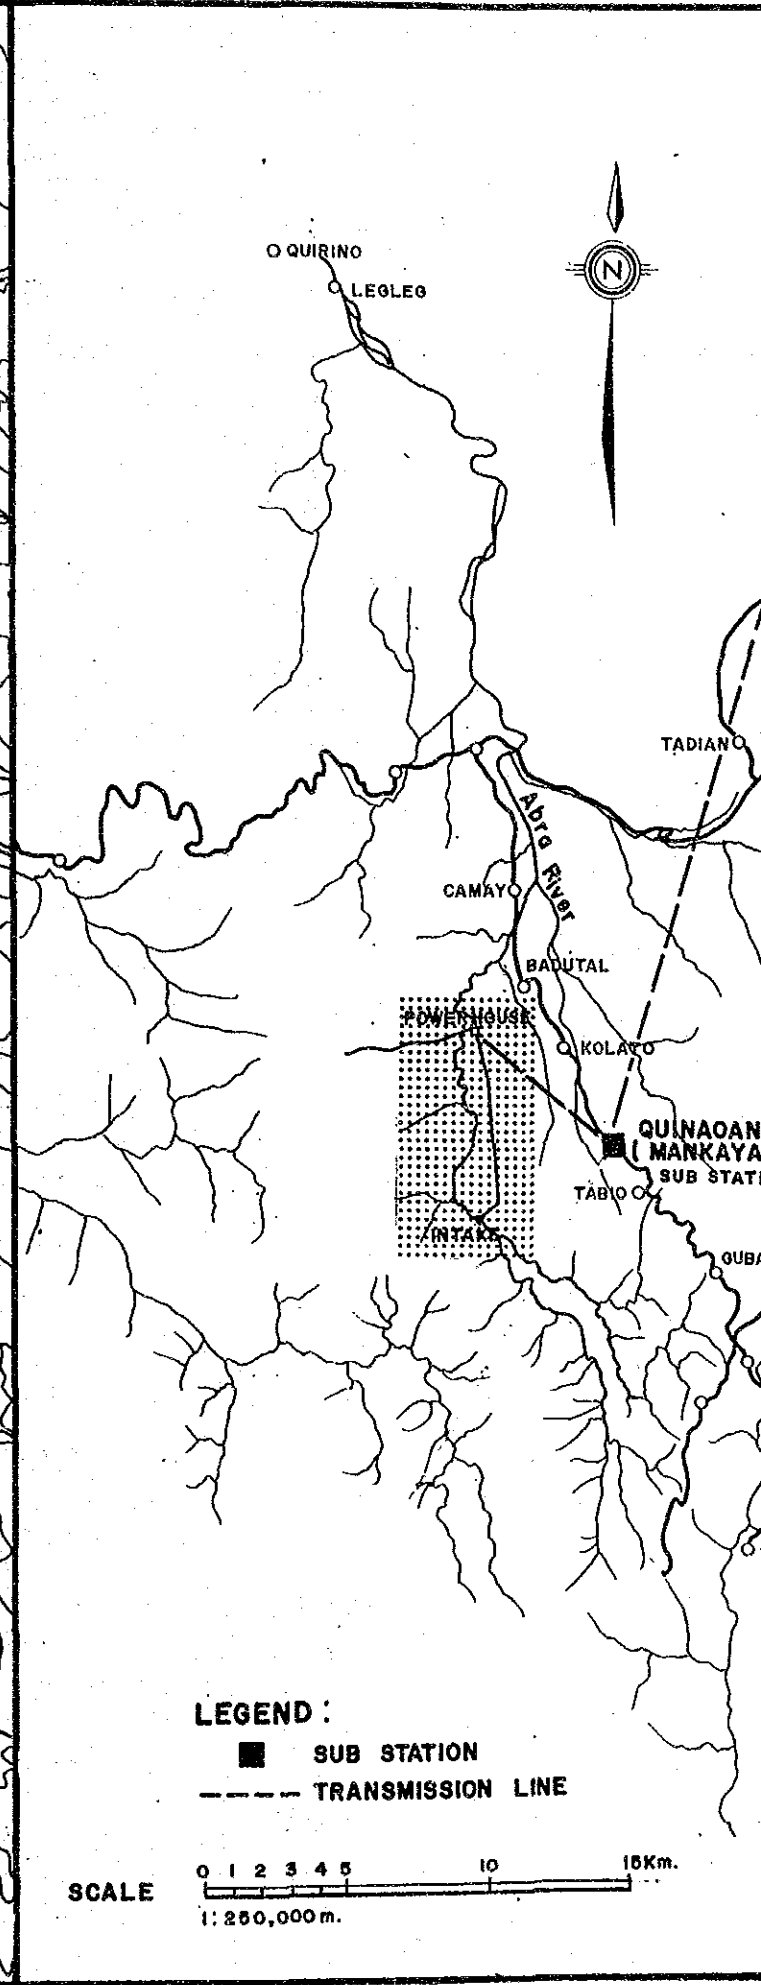 QUIRINO
LEGLEG
N
TADIAN
Abra River
CAMAY
BADUTAL
POWERHOUSE
KOLAYO
QUINAOAN
( MANKAYA
SUB STATI
TABIO
INTAKE
GUBA
LEGEND :
SUB STATION
TRANSMISSION LINE
0 1 2 3 4 5 10 15Km.
SCALE
1:250,000m.